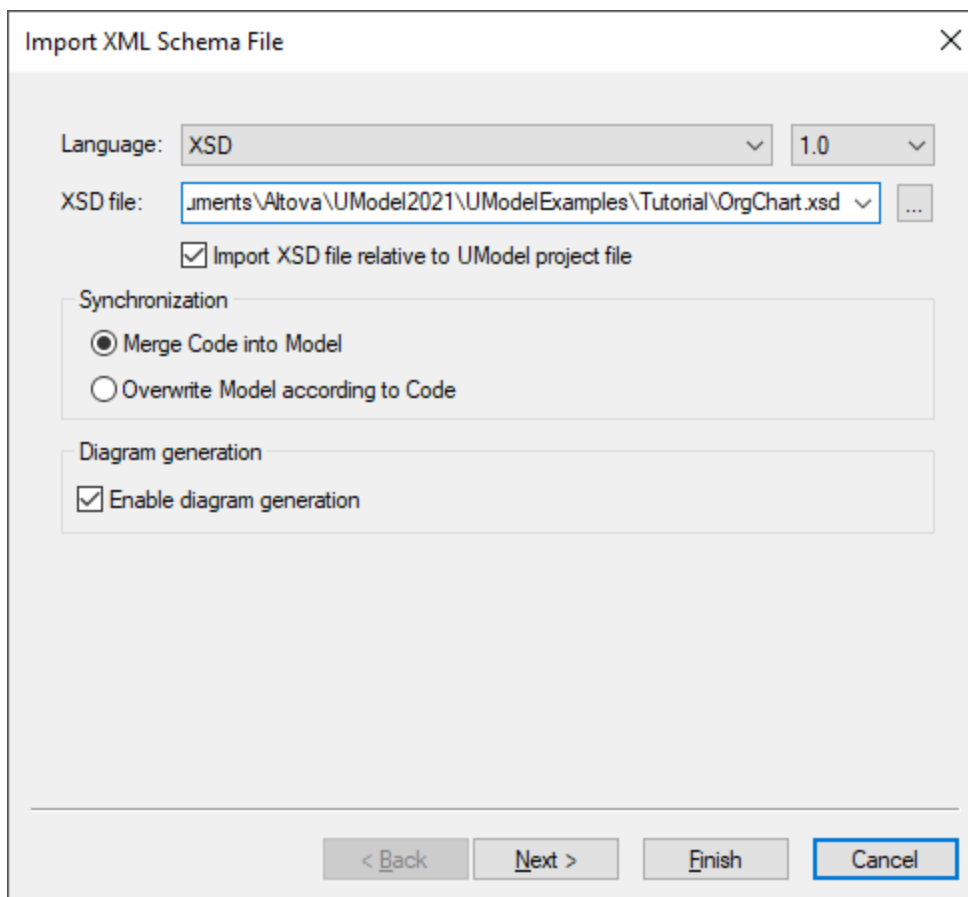 Import XML Schema File
Language: XSD 1.0
XSD file: uments\Altova\UModel2021\UModelExamples\Tutorial\OrgChart.xsd ...
Import XSD file relative to UModel project file
Synchronization
Merge Code into Model
Overwrite Model according to Code
Diagram generation
Enable diagram generation
< Back Next > Finish Cancel